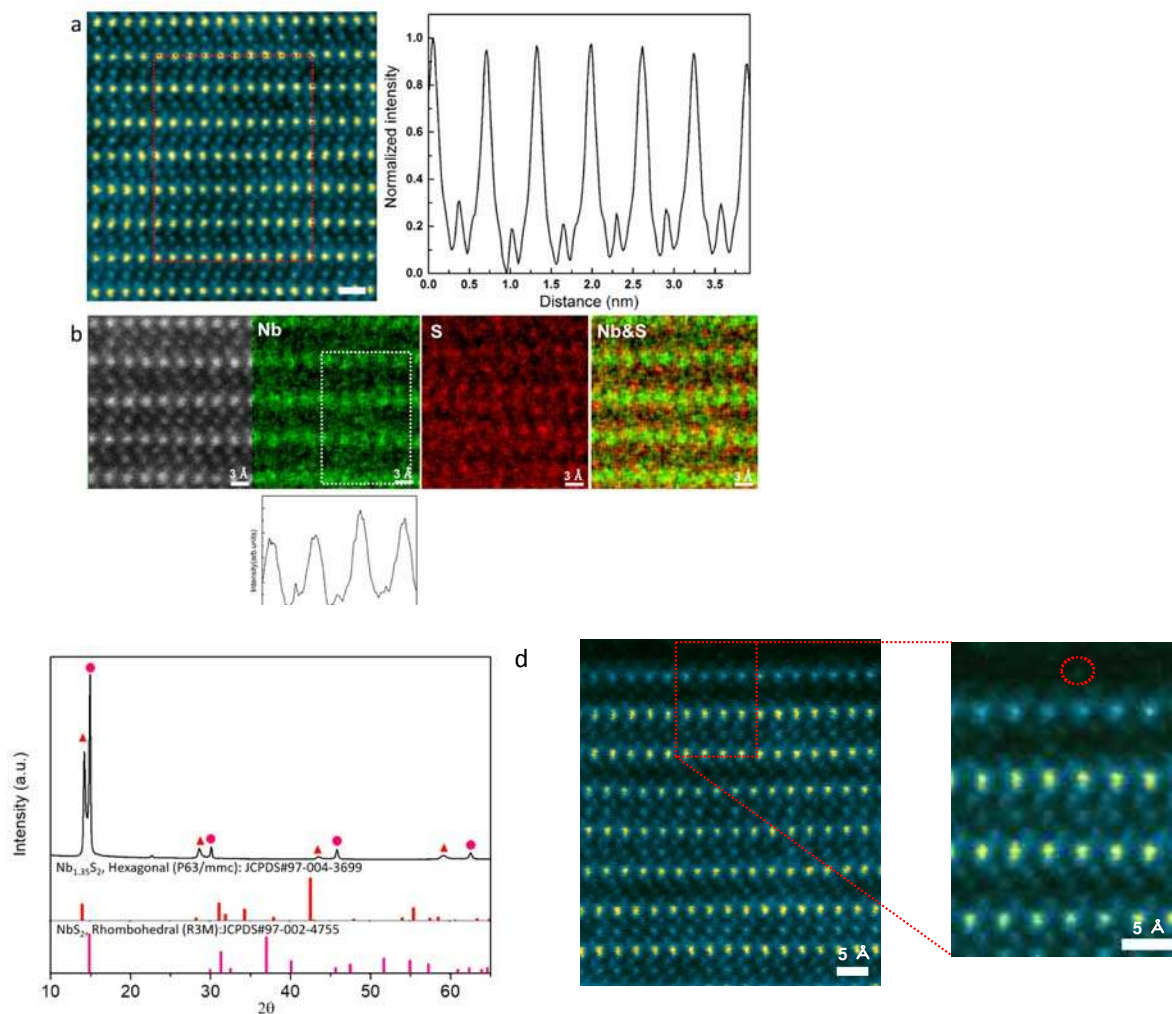 a
Normalized intensity
1.0
0.8
0.6
0.4
0.2
0.0
0.0 0.5 1.0 1.5 2.0 2.5 3.0 3.5
Distance (nm)
b
Nb
S
Nb&S
3 Å
3 Å
3 Å
3 Å
Intensity(arb.units)
Intensity (a.u.)
Nb1.35S2, Hexagonal (P63/mmc): JCPDS#97-004-3699
NbS2, Rhombohedral (R3M):JCPDS#97-002-4755
10 20 30 40 50 60
2θ
d
5 Å
5 Å